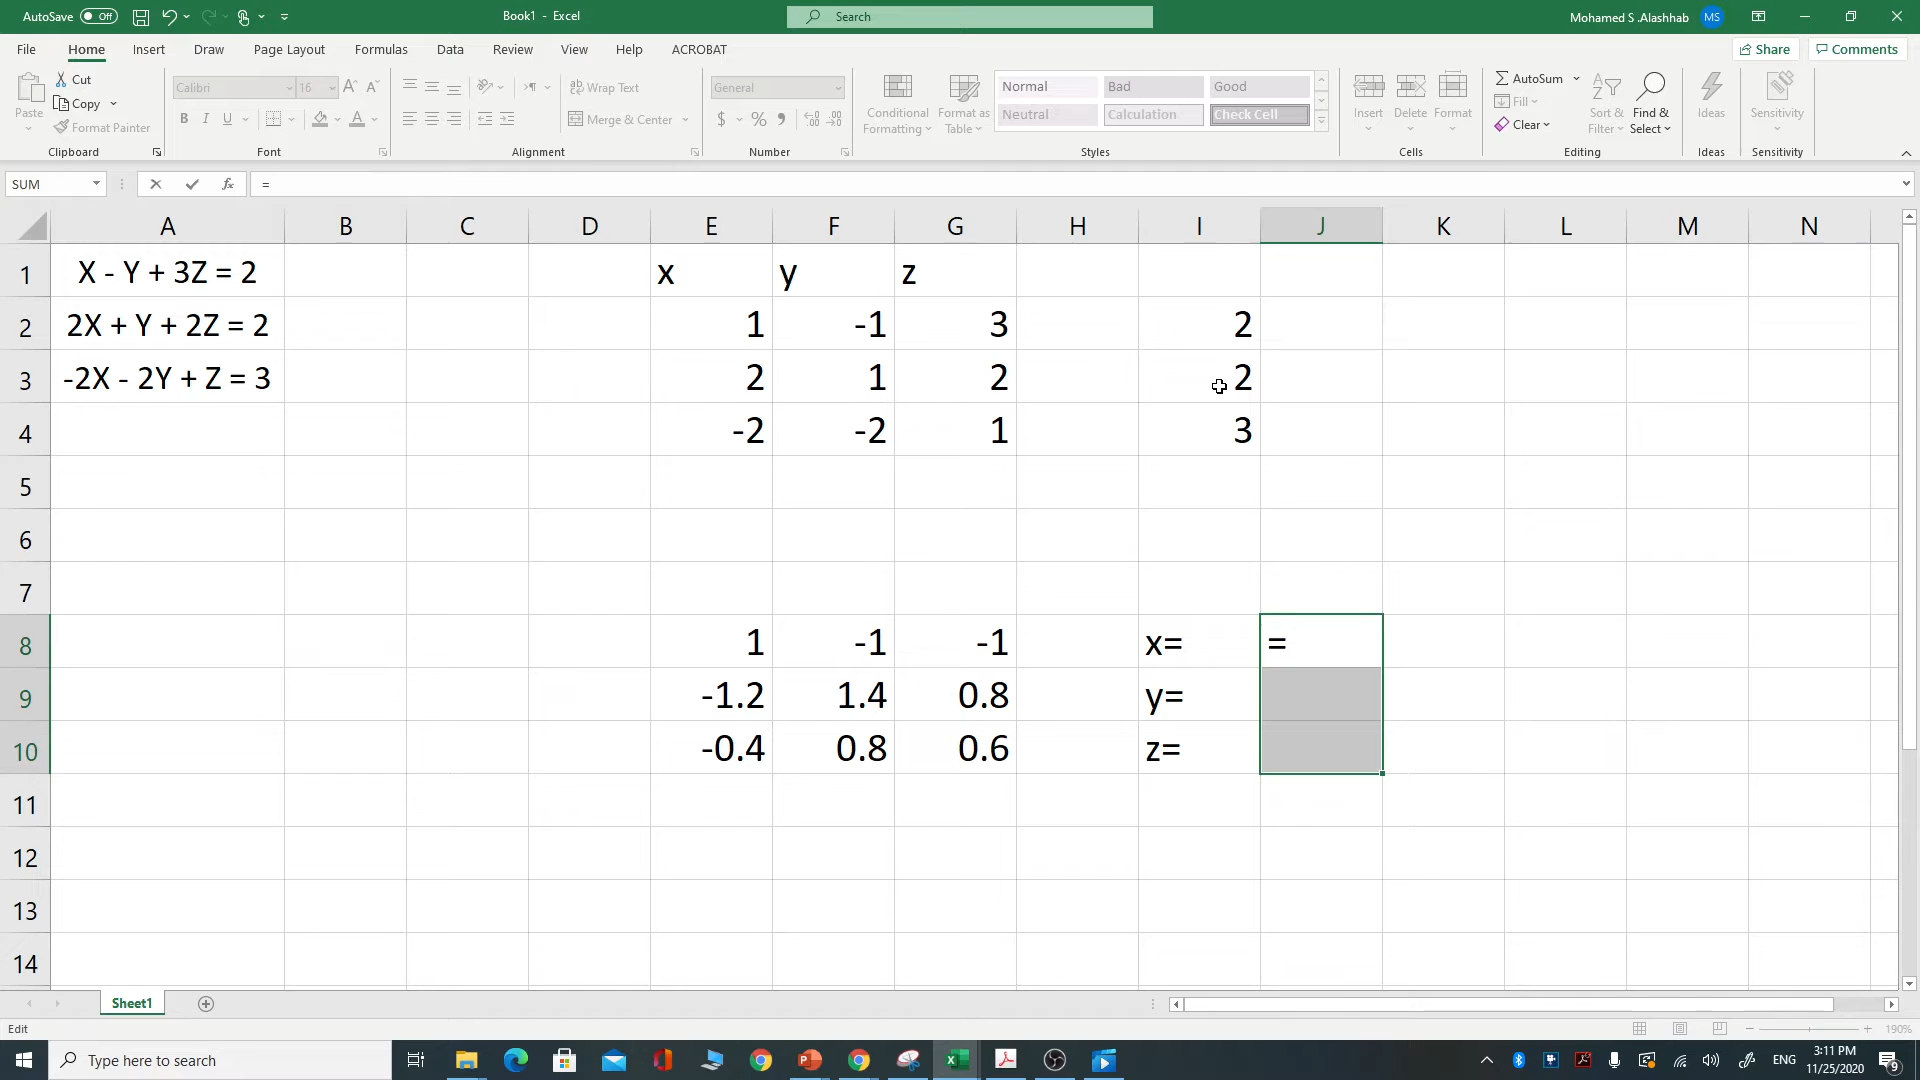 AutoSave Off Book1 - Excel Search Mohamed S .Alashhab MS
File Home Insert Draw Page Layout Formulas Data Review View Help ACROBAT Share Comments
Paste Cut Copy Format Painter Clipboard
Calibri 16 A A B I U A Font
ab Wrap Text Merge & Center Alignment
General $ % 9 Number
Conditional Formatting Format as Table Normal Bad Good Neutral Calculation Check Cell Styles
Insert Delete Format Cells
AutoSum Fill Clear Sort & Filter Find & Select Editing
Ideas Ideas
Sensitivity Sensitivity
SUM fx =
A B C D E F G H I J K L M N
1 X - Y + 3Z = 2 x y z
2 2X + Y + 2Z = 2 1 -1 3 2
3 -2X - 2Y + Z = 3 2 1 2 2
4 -2 -2 1 3
5
6
7
8 1 -1 -1 x= =
9 -1.2 1.4 0.8 y=
10 -0.4 0.8 0.6 z=
11
12
13
14
Sheet1
Edit 190%
Type here to search ENG 3:11 PM
11/25/2020 9